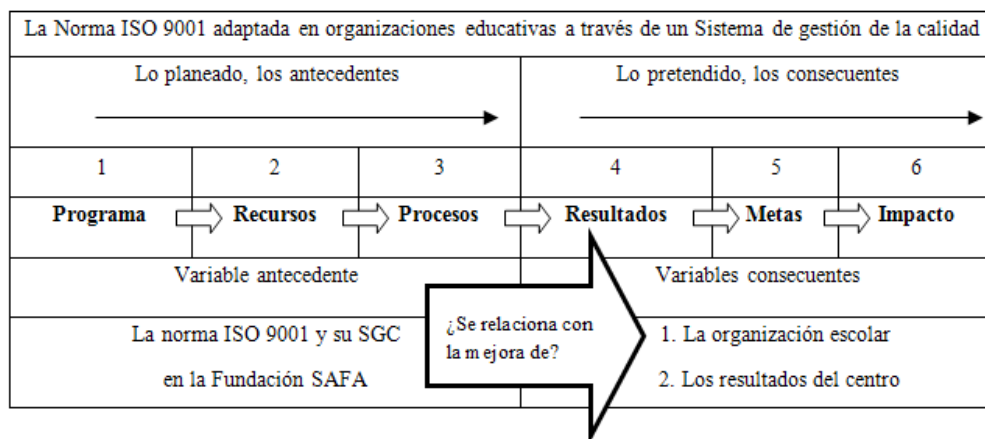 La Norma ISO 9001 adaptada en organizaciones educativas a través de un Sistema de gestión de la calidad
Lo planeado, los antecedentes
Lo pretendido, los consecuentes
1
2
3
4
5
6
Programa
Recursos
Procesos
Resultados
Metas
Impacto
Variable antecedente
Variables consecuentes
La norma ISO 9001 y su SGC
en la Fundación SAFA
¿Se relaciona con
la mejora de?
1. La organización escolar
2. Los resultados del centro